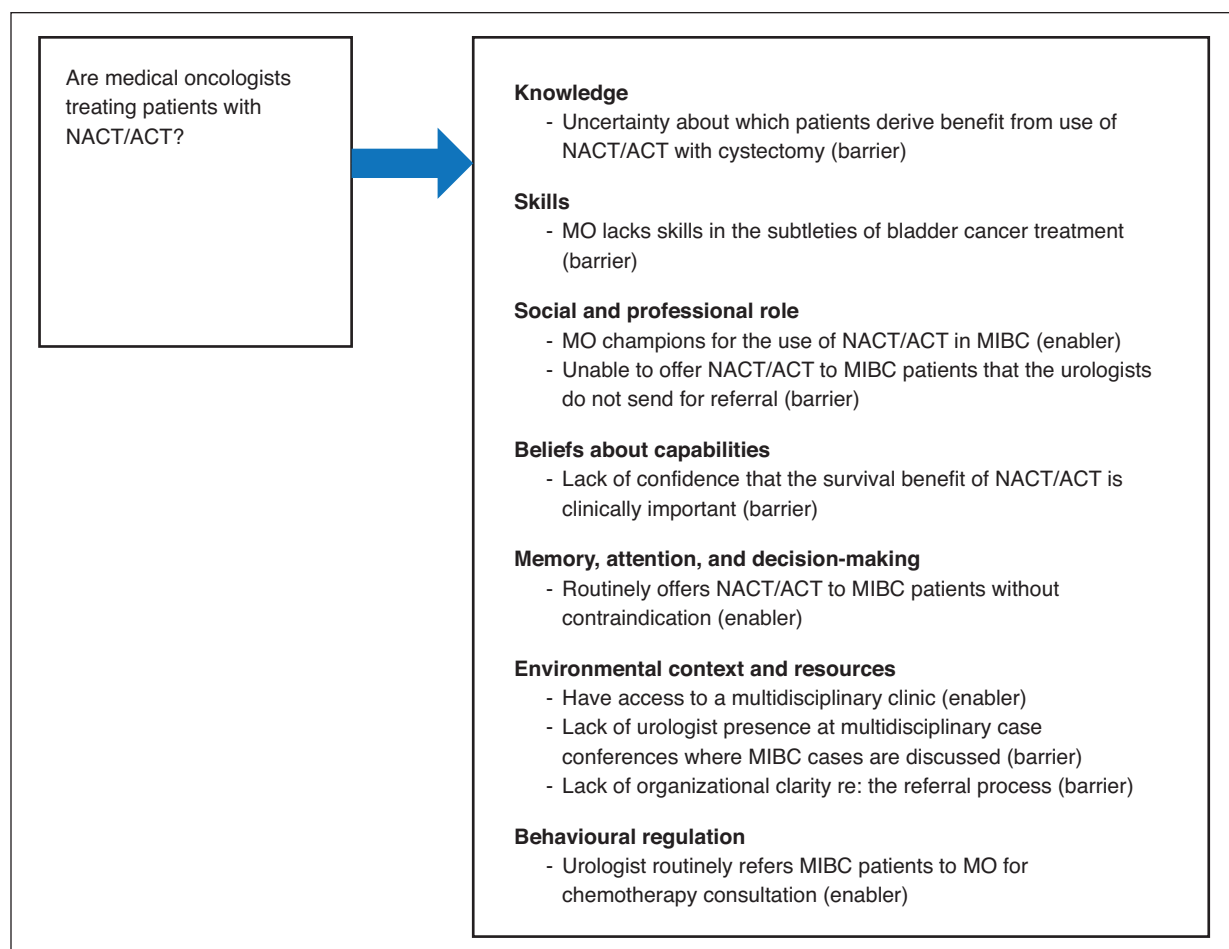 Are medical oncologists
treating patients with
NACT/ACT?
Knowledge
- Uncertainty about which patients derive benefit from use of
NACT/ACT with cystectomy (barrier)
Skills
- MO lacks skills in the subtleties of bladder cancer treatment
(barrier)
Social and professional role
- MO champions for the use of NACT/ACT in MIBC (enabler)
- Unable to offer NACT/ACT to MIBC patients that the urologists
do not send for referral (barrier)
Beliefs about capabilities
- Lack of confidence that the survival benefit of NACT/ACT is
clinically important (barrier)
Memory, attention, and decision-making
- Routinely offers NACT/ACT to MIBC patients without
contraindication (enabler)
Environmental context and resources
- Have access to a multidisciplinary clinic (enabler)
- Lack of urologist presence at multidisciplinary case
conferences where MIBC cases are discussed (barrier)
- Lack of organizational clarity re: the referral process (barrier)
Behavioural regulation
- Urologist routinely refers MIBC patients to MO for
chemotherapy consultation (enabler)